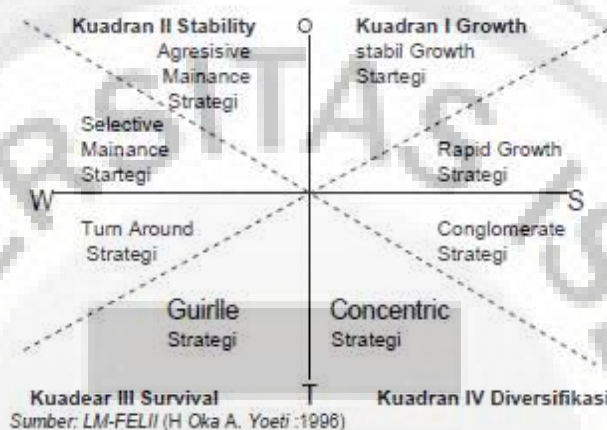 Kuadran II Stability
O
Kuadran I Growth
Agresisive
Mainance
Strategi
stabil Growth
Startegi
Selective
Mainance
Startegi
Rapid Growth
Strategi
W
S
Turn Around
Strategi
Conglomerate
Strategi
Guirlle
Strategi
Concentric
Strategi
Kuadear III Survival
T
Kuadran IV Diversifikasi
Sumber: LM-FELII (H Oka A. Yoeti :1996)